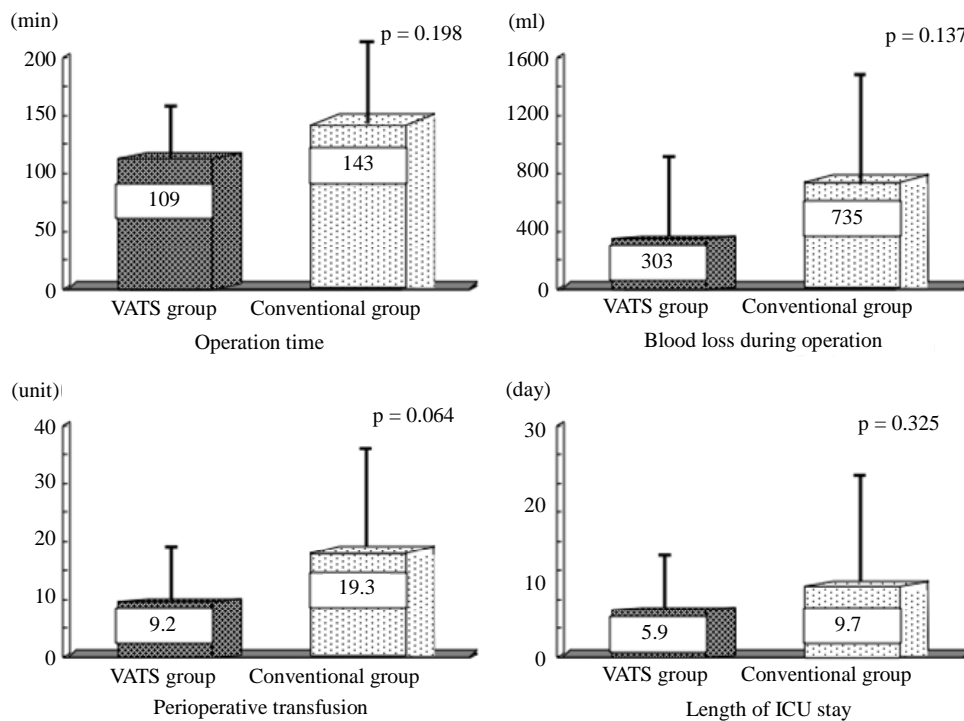 (min)
p = 0.198
200
150
100
50
0
109
143
VATS group
Conventional group
Operation time
(ml)
p = 0.137
1600
1200
800
400
0
303
735
VATS group
Conventional group
Blood loss during operation
(unit)
p = 0.064
40
30
20
10
0
9.2
19.3
VATS group
Conventional group
Perioperative transfusion
(day)
p = 0.325
30
20
10
0
5.9
9.7
VATS group
Conventional group
Length of ICU stay